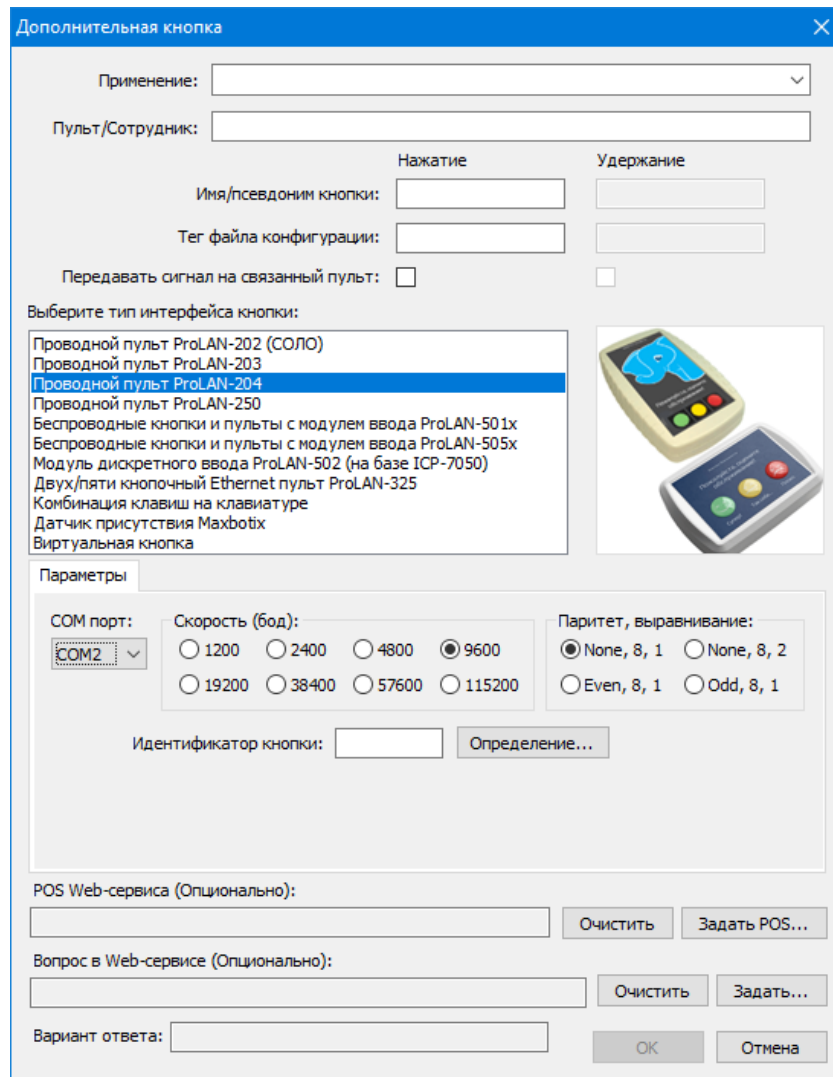 Дополнительная кнопка
Применение:
Пульт/Сотрудник:
Нажатие Удержание
Имя/псевдоним кнопки:
Тег файла конфигурации:
Передавать сигнал на связанный пульт:
Выберите тип интерфейса кнопки:
Проводной пульт ProLAN-202 (СОЛО)
Проводной пульт ProLAN-203
Проводной пульт ProLAN-204
Проводной пульт ProLAN-250
Беспроводные кнопки и пульты с модулем ввода ProLAN-501x
Беспроводные кнопки и пульты с модулем ввода ProLAN-505x
Модуль дискретного ввода ProLAN-502 (на базе ICP-7050)
Двух/пяти кнопочный Ethernet пульт ProLAN-325
Комбинация клавиш на клавиатуре
Датчик присутствия Maxbotix
Виртуальная кнопка
Параметры
COM порт: Скорость (бод): Паритет, выравнивание:
COM2 1200 2400 4800 9600 None, 8, 1 None, 8, 2
19200 38400 57600 115200 Even, 8, 1 Odd, 8, 1
Идентификатор кнопки: Определение...
POS Web-сервиса (Опционально):
Очистить Задать POS...
Вопрос в Web-сервисе (Опционально):
Очистить Задать...
Вариант ответа: OK Отмена